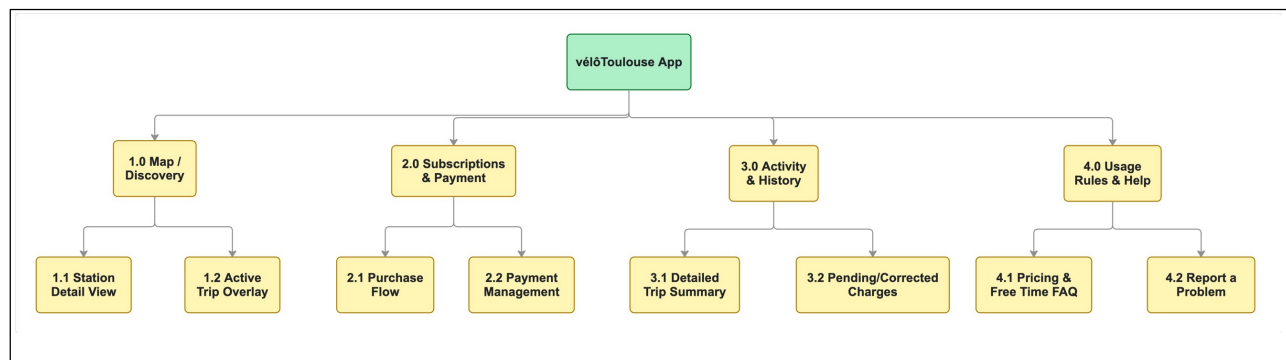 vélôToulouse App
1.0 Map /
Discovery
2.0 Subscriptions
& Payment
3.0 Activity
& History
4.0 Usage
Rules & Help
1.1 Station
Detail View
1.2 Active
Trip Overlay
2.1 Purchase
Flow
2.2 Payment
Management
3.1 Detailed
Trip Summary
3.2 Pending/Corrected
Charges
4.1 Pricing &
Free Time FAQ
4.2 Report a
Problem